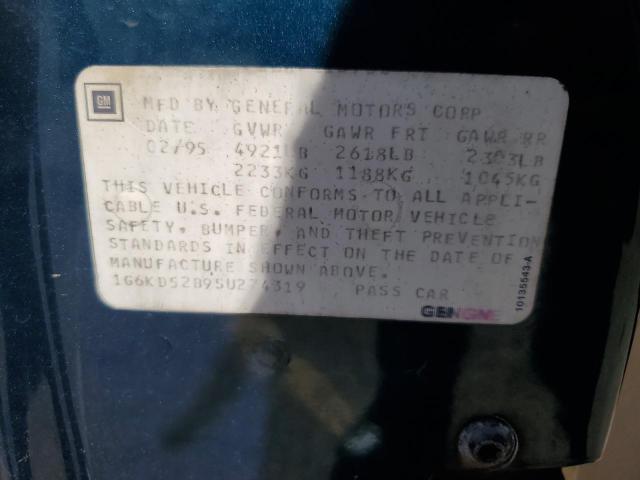 GM
MFD BY GENERAL MOTORS CORP
DATE GVWR GAWR FRT GAWR RR
02/95 4921LB 2618LB 2303LB
2233KG 1188KG 1045KG
THIS VEHICLE CONFORMS TO ALL APPLI-
CABLE U.S. FEDERAL MOTOR VEHICLE
SAFETY, BUMPER, AND THEFT PREVENTION
STANDARDS IN EFFECT ON THE DATE OF
MANUFACTURE SHOWN ABOVE.
1G6KD52B9SU274319 PASS CAR
GENGME
10135543-A